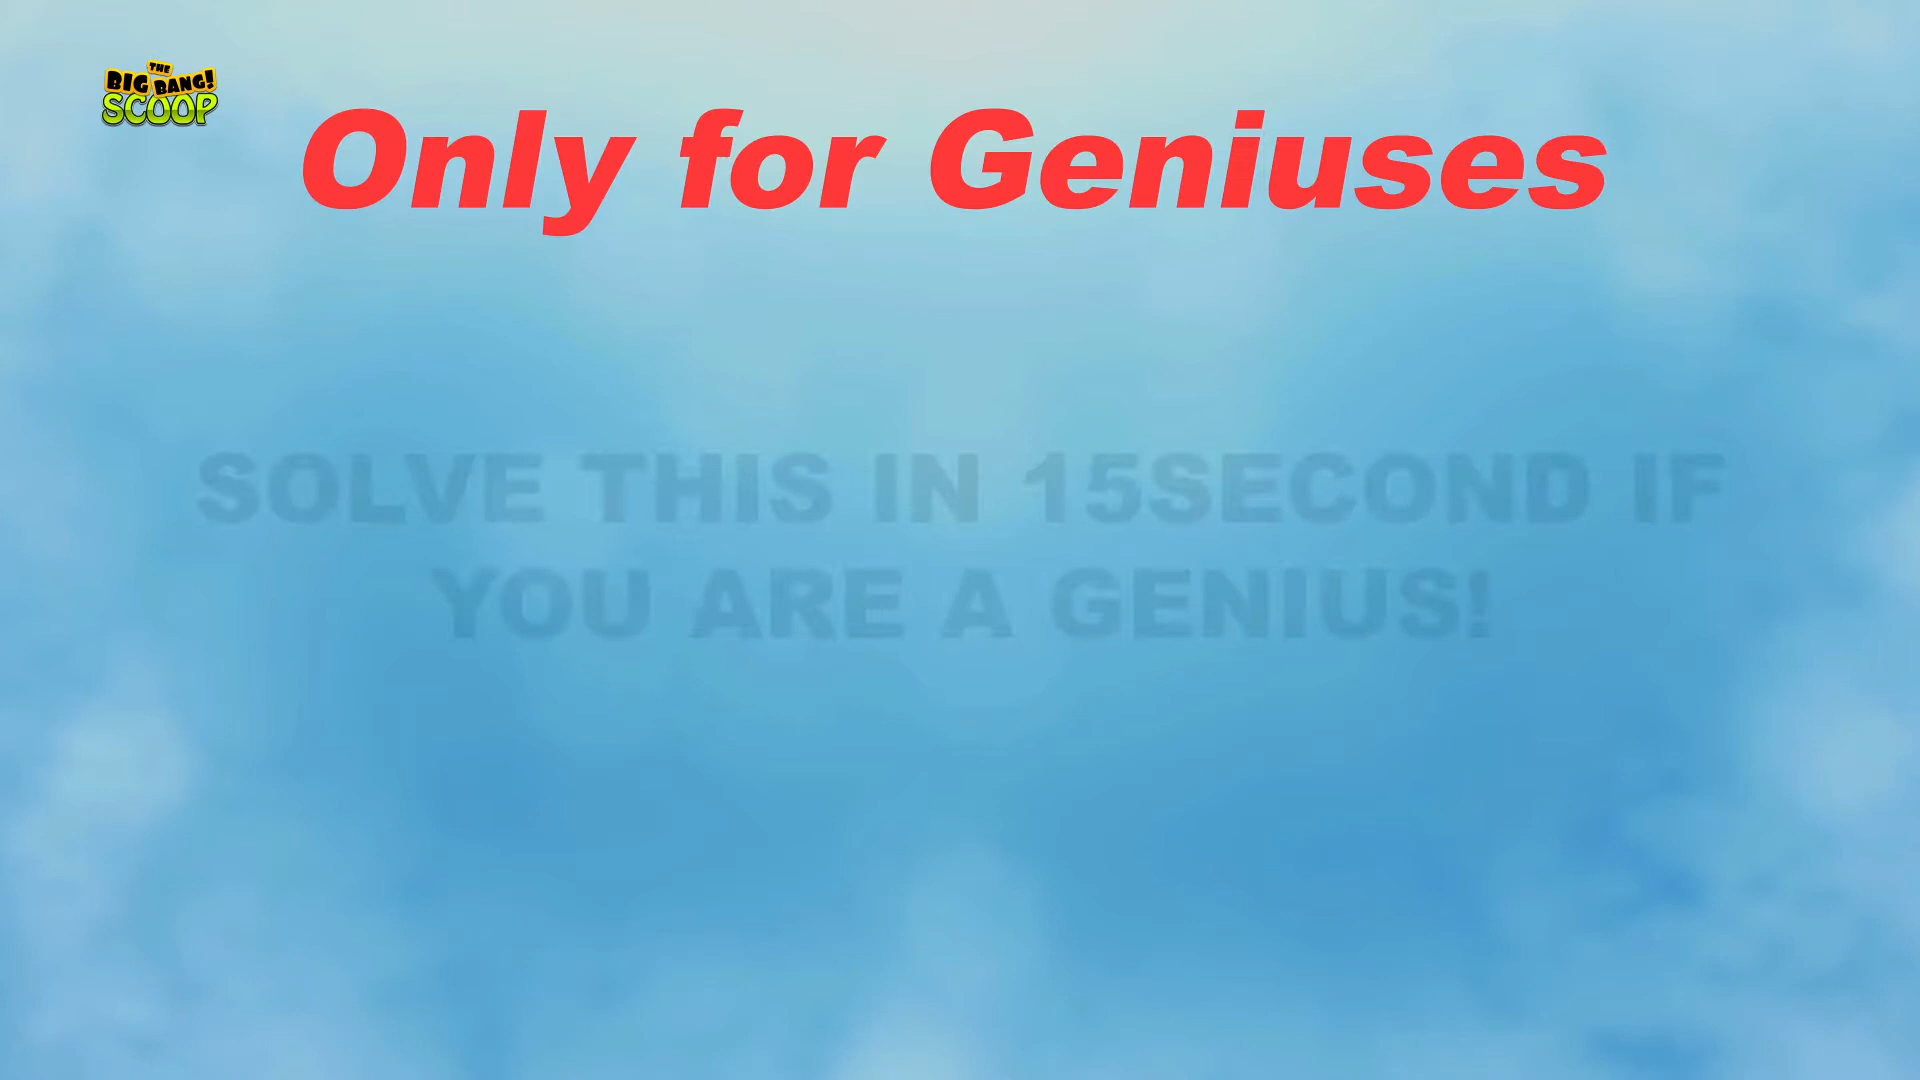 THE
BIG BANG!
SCOOP
Only for Geniuses
SOLVE THIS IN 15SECOND IF
YOU ARE A GENIUS!